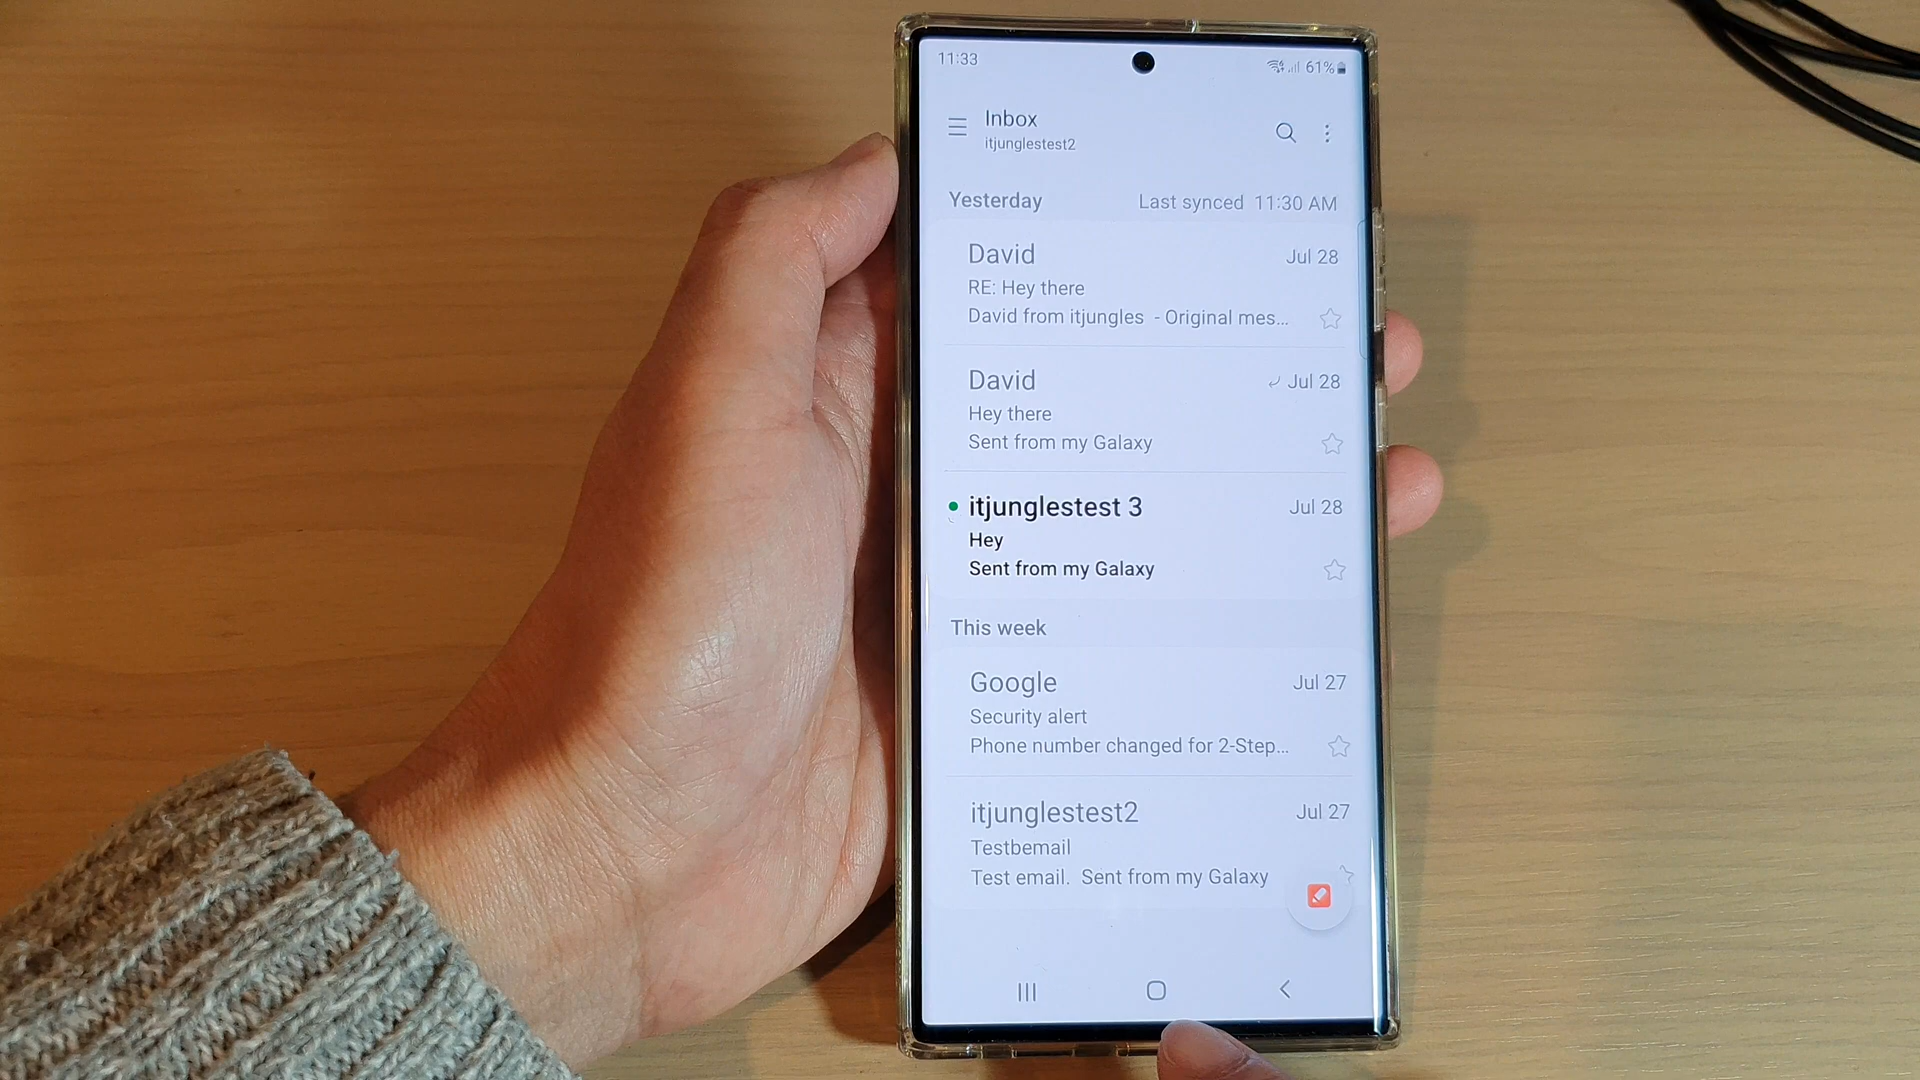 11:33
61%
Inbox
itjunglestest2
Yesterday Last synced 11:30 AM
David Jul 28
RE: Hey there
David from itjungles - Original mes...
David Jul 28
Hey there
Sent from my Galaxy
itjunglestest 3 Jul 28
Hey
Sent from my Galaxy
This week
Google Jul 27
Security alert
Phone number changed for 2-Step...
itjunglestest2 Jul 27
Testbemail
Test email. Sent from my Galaxy